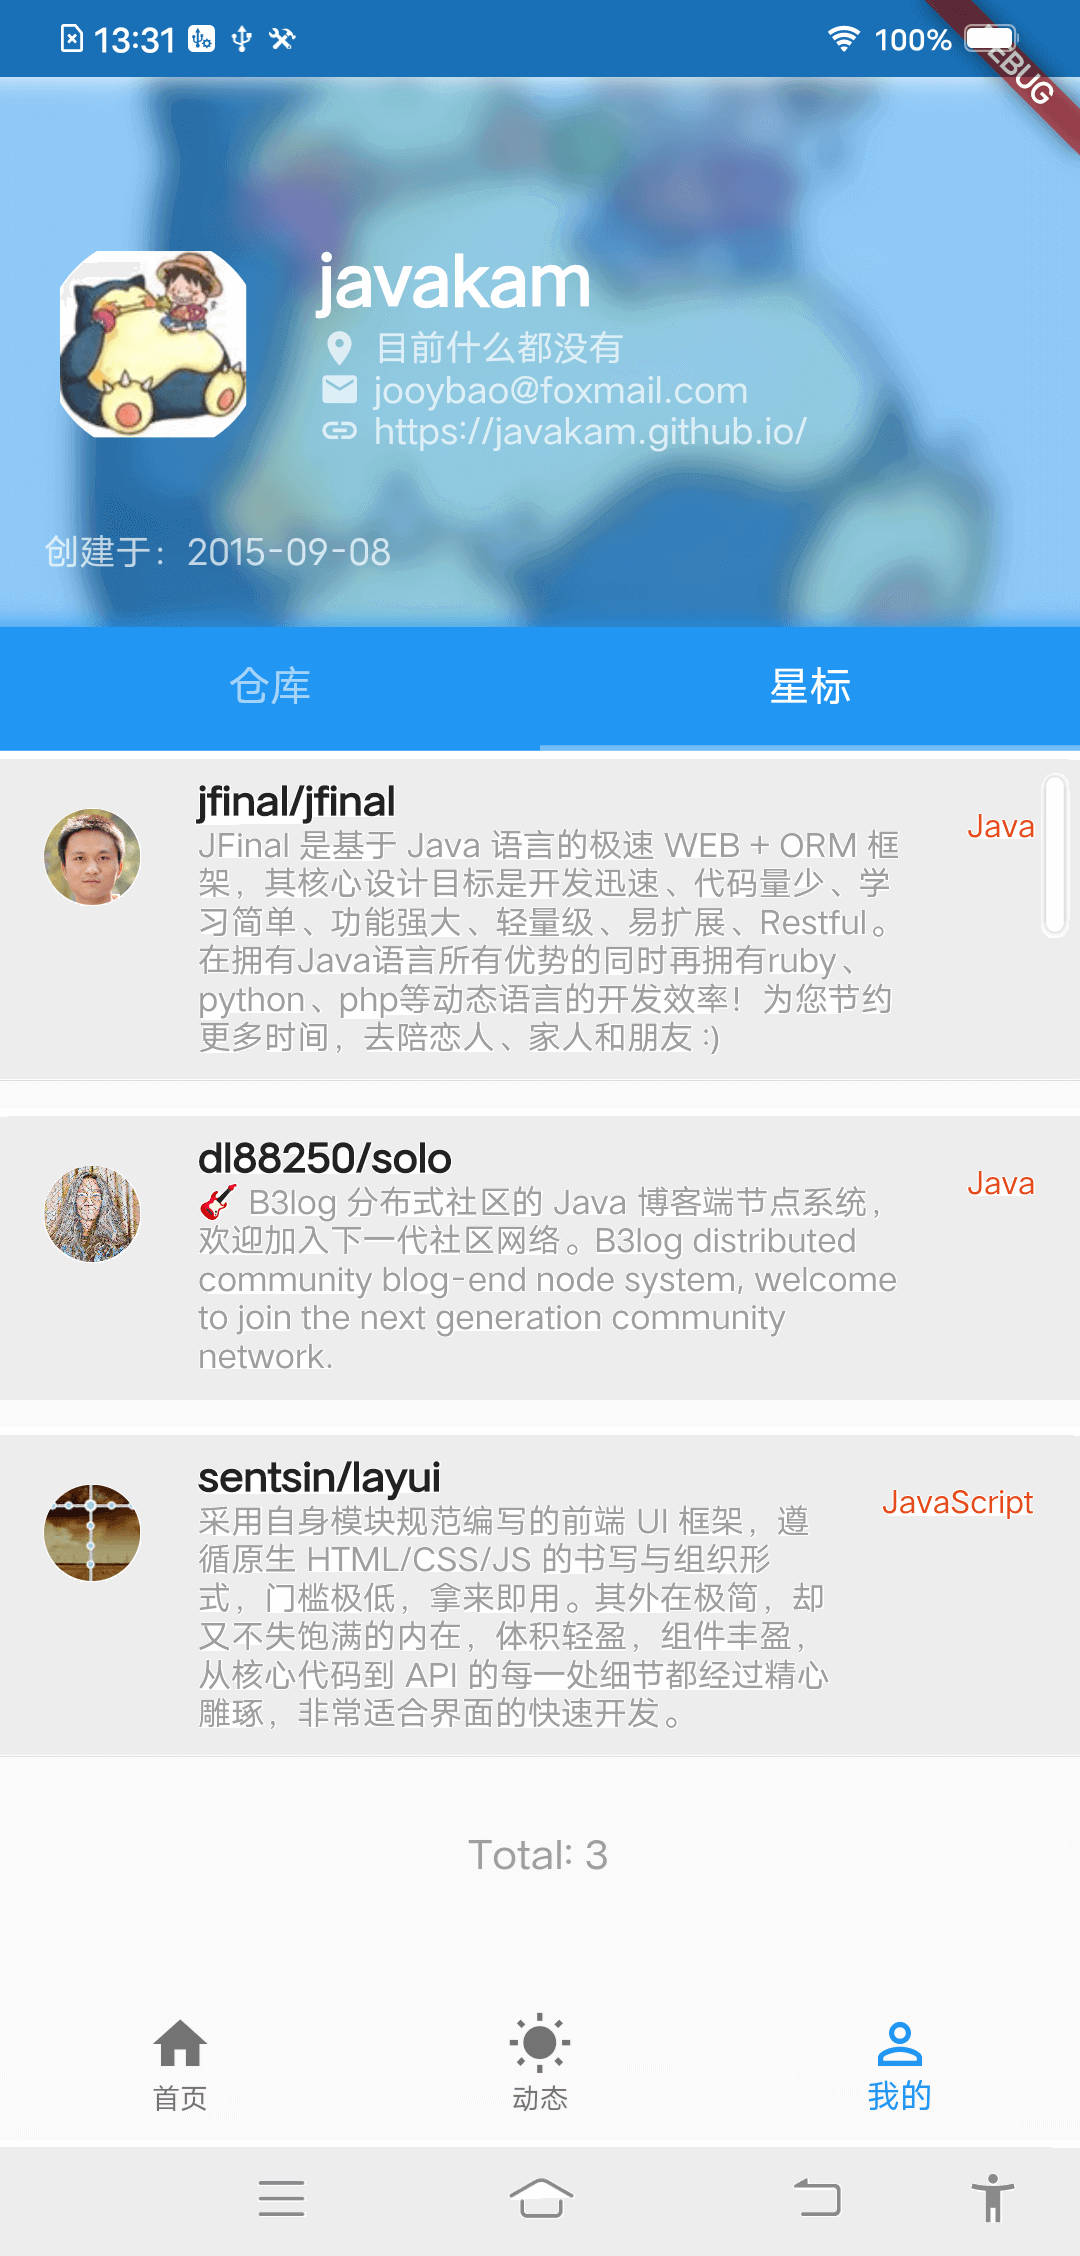 13:31
100%
DEBUG
javakam
目前什么都没有
jooybao@foxmail.com
https://javakam.github.io/
创建于：2015-09-08
仓库
星标
jfinal/jfinal
Java
JFinal 是基于 Java 语言的极速 WEB + ORM 框
架，其核心设计目标是开发迅速、代码量少、学
习简单、功能强大、轻量级、易扩展、Restful。
在拥有Java语言所有优势的同时再拥有ruby、
python、php等动态语言的开发效率！为您节约
更多时间，去陪恋人、家人和朋友 :)
dl88250/solo
Java
🎸 B3log 分布式社区的 Java 博客端节点系统，
欢迎加入下一代社区网络。B3log distributed
community blog-end node system, welcome
to join the next generation community
network.
sentsin/layui
JavaScript
采用自身模块规范编写的前端 UI 框架，遵
循原生 HTML/CSS/JS 的书写与组织形
式，门槛极低，拿来即用。其外在极简，却
又不失饱满的内在，体积轻盈，组件丰盈，
从核心代码到 API 的每一处细节都经过精心
雕琢，非常适合界面的快速开发。
Total: 3
首页
动态
我的